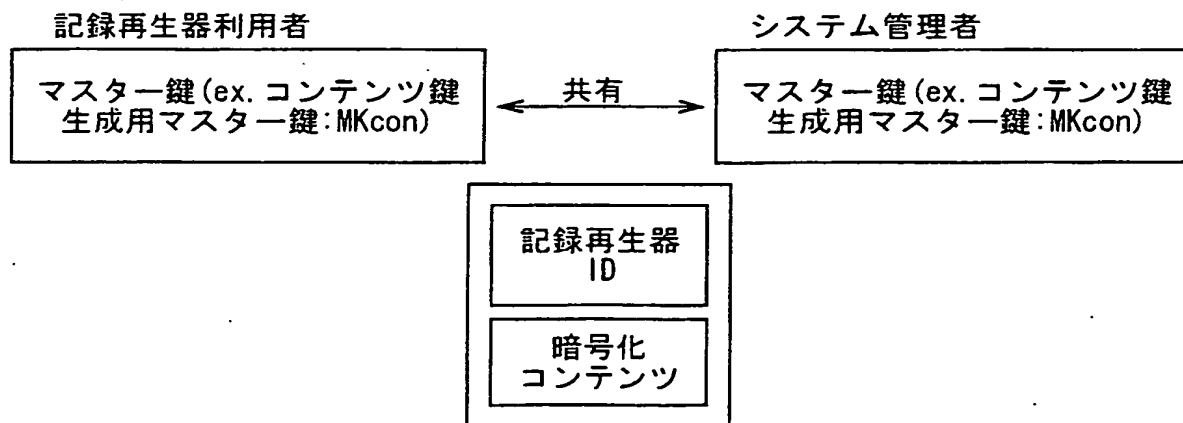 記録再生器利用者
システム管理者
マスター鍵(ex.コンテンツ鍵
生成用マスター鍵:MKcon)
共有
マスター鍵(ex.コンテンツ鍵
生成用マスター鍵:MKcon)
記録再生器
ID
暗号化
コンテンツ